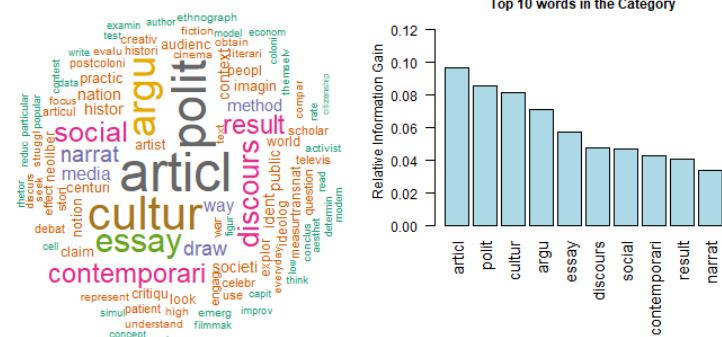 ethnograph
examin author
fiction model econom
test creativ
audienc obtain
write evalu histori
cinema literari
postcoloni
context
coloni
contest
data practic
argu
polit
peopl
themselv
nation
imagin
focus
articul histor
method
compar
citizenship
particular
popular
social
result
rate
reduc
struggl
neoliber
narrat
artist
text
scholar
world
activist
media
articl
discours
televis
rhetor
discurs
seek
effect
stori
centuri
public
ident
transnat
question
read
notion
cultur
way
measur
determin
modern
debat
war
figur
ideolog
conclus
aesthet
cell claim
essay draw
explor
everyday
low
contemporari
societi
engag
think
represent critiqu look
celebr
use capit
simul patient high emerg improv
understand filmmak
concept
Top 10 words in the Category
Relative Information Gain
0.12
0.10
0.08
0.06
0.04
0.02
0.00
articl
polit
cultur
argu
essay
discours
social
contemporari
result
narrat